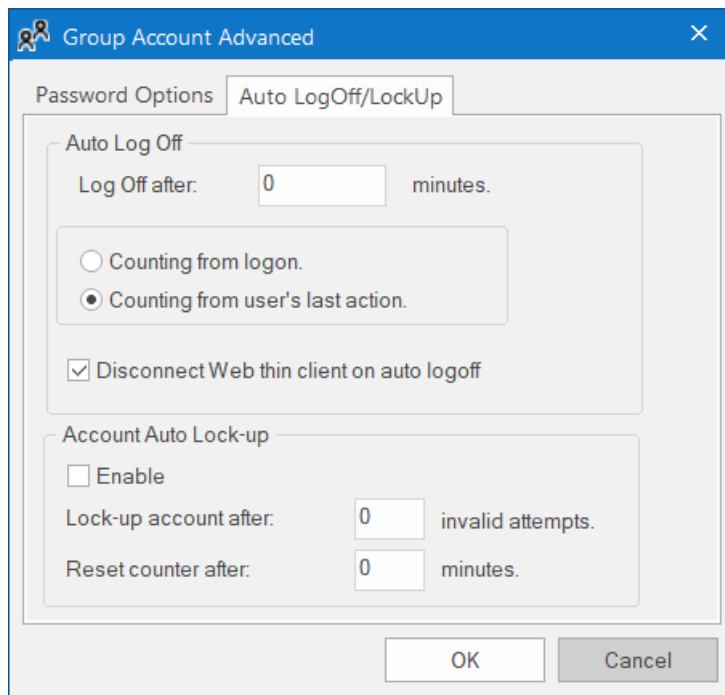 Group Account Advanced
Password Options Auto LogOff/LockUp
Auto Log Off
Log Off after: 0 minutes.
Counting from logon.
Counting from user's last action.
Disconnect Web thin client on auto logoff
Account Auto Lock-up
Enable
Lock-up account after: 0 invalid attempts.
Reset counter after: 0 minutes.
OK Cancel